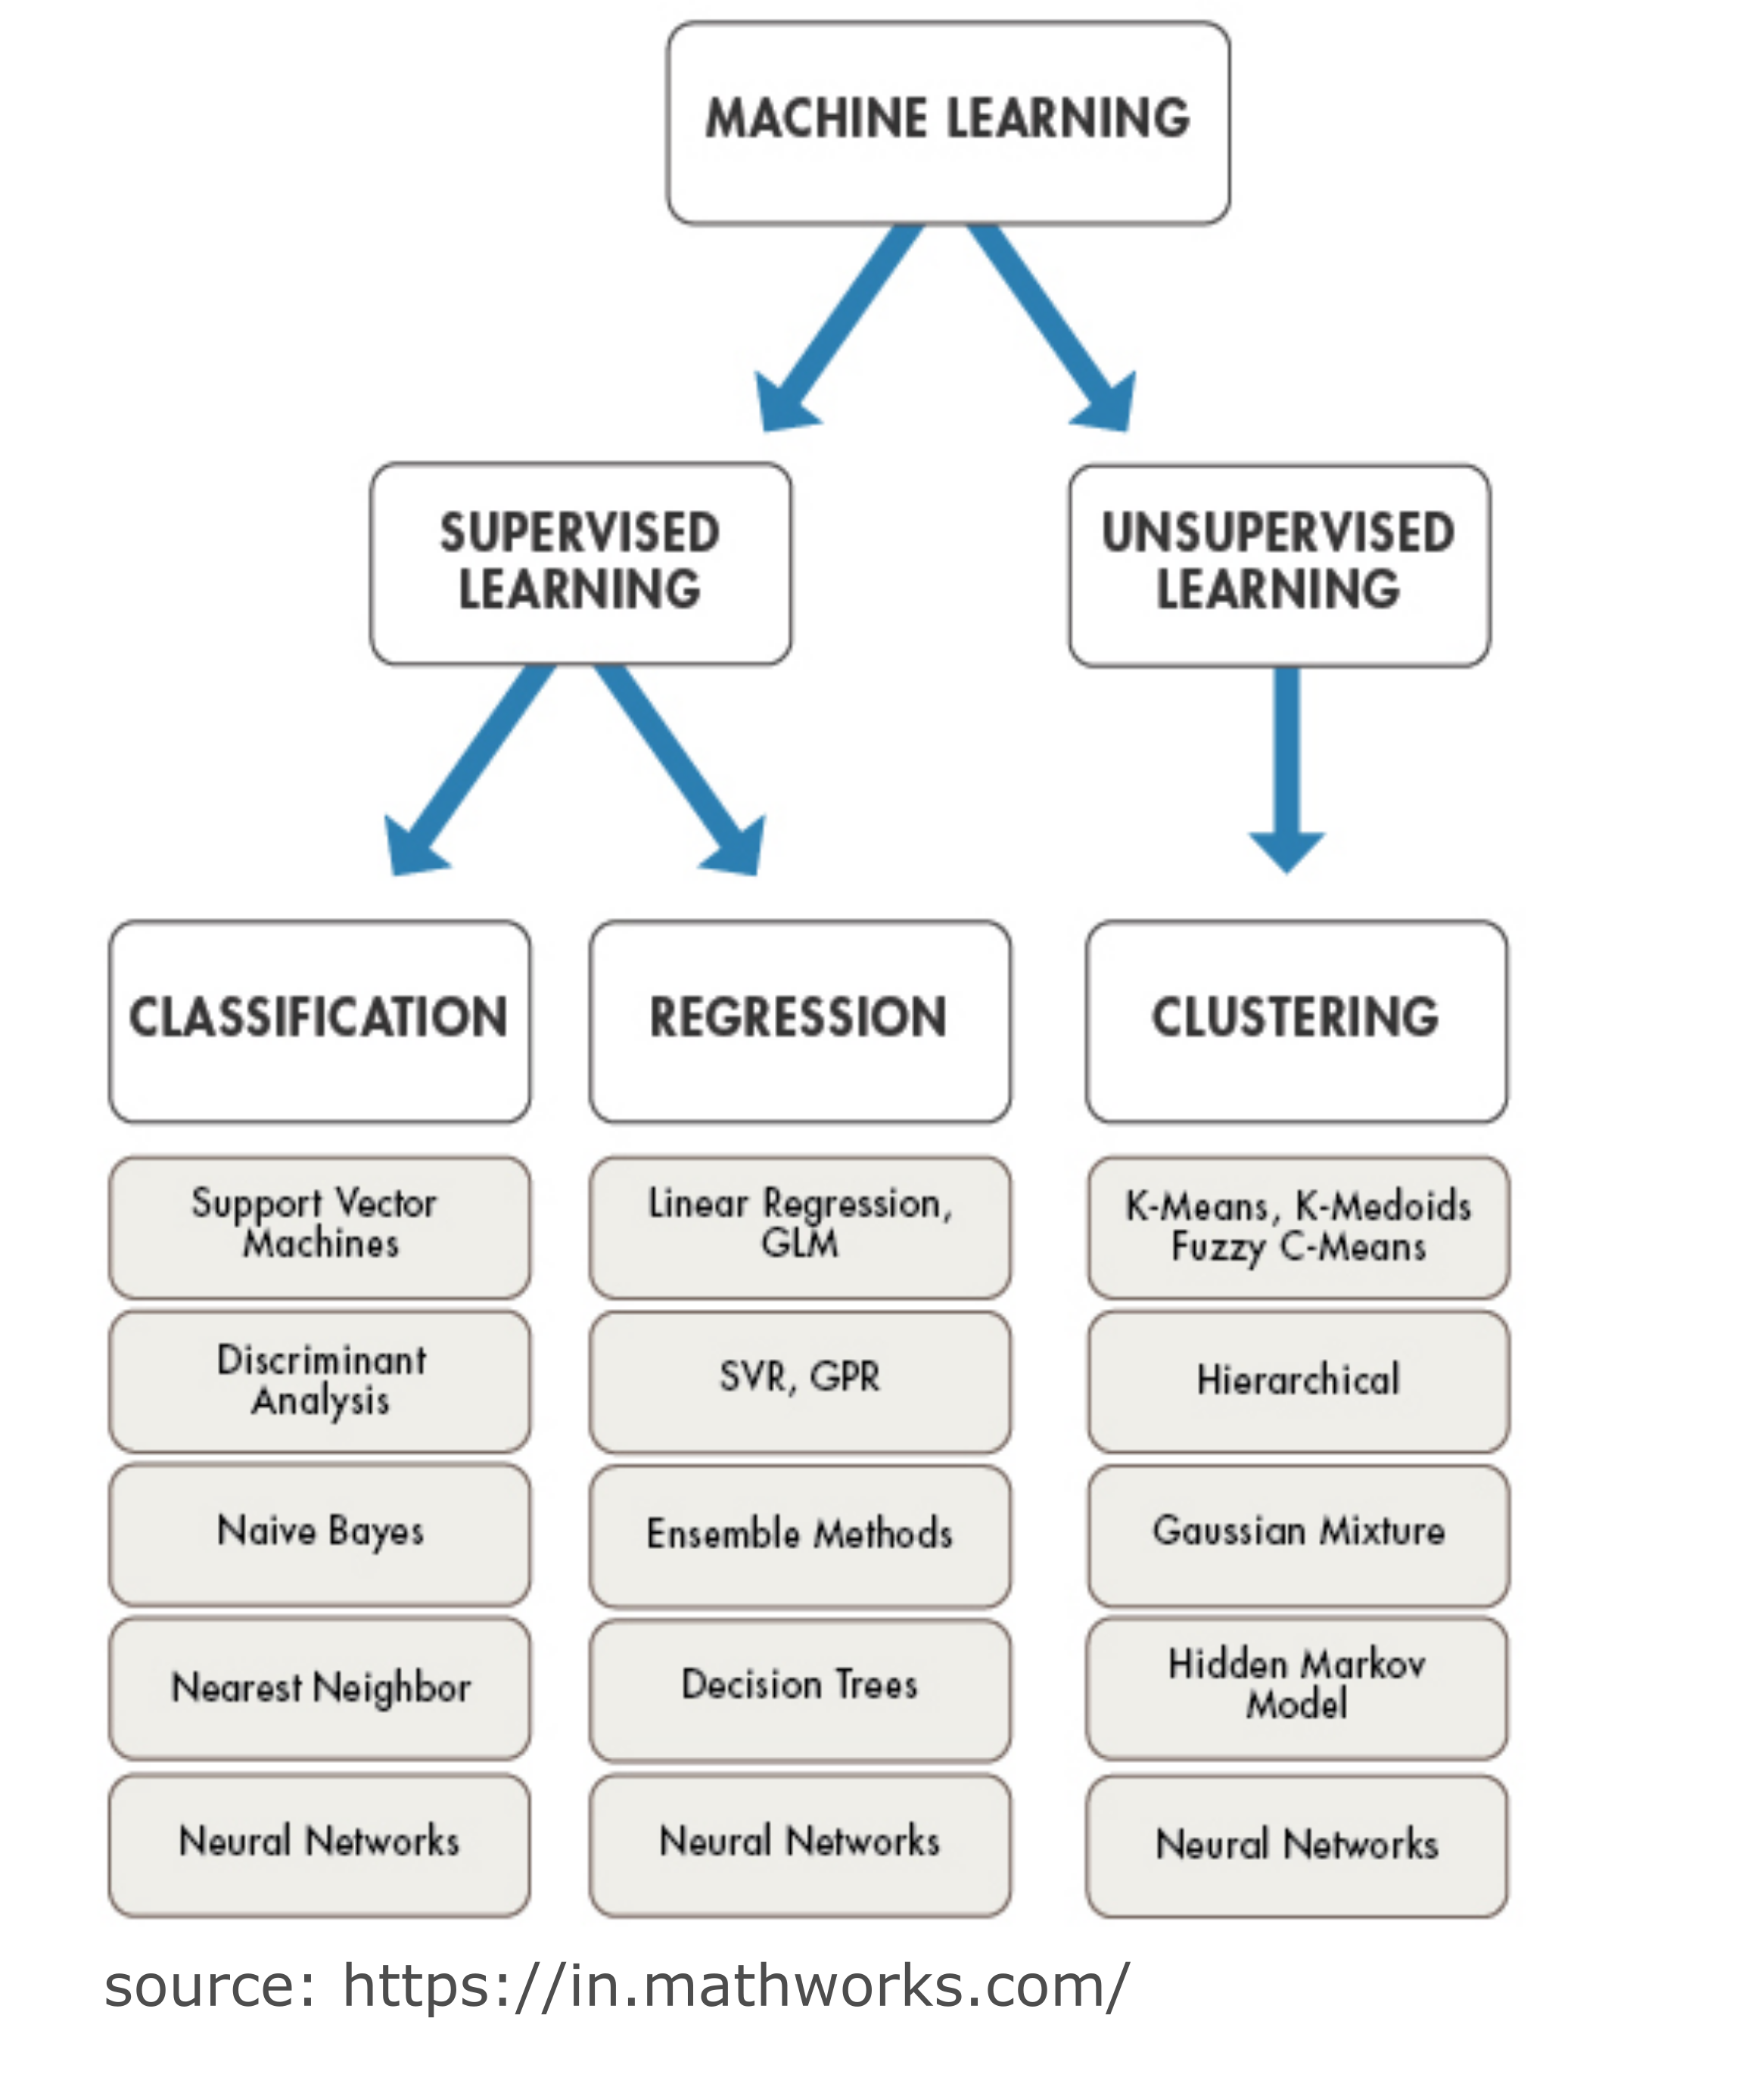 MACHINE LEARNING
SUPERVISED
LEARNING
UNSUPERVISED
LEARNING
CLASSIFICATION
REGRESSION
CLUSTERING
Support Vector
Machines
Linear Regression,
GLM
K-Means, K-Medoids
Fuzzy C-Means
Discriminant
Analysis
SVR, GPR
Hierarchical
Naive Bayes
Ensemble Methods
Gaussian Mixture
Nearest Neighbor
Decision Trees
Hidden Markov
Model
Neural Networks
Neural Networks
Neural Networks
source: https://in.mathworks.com/